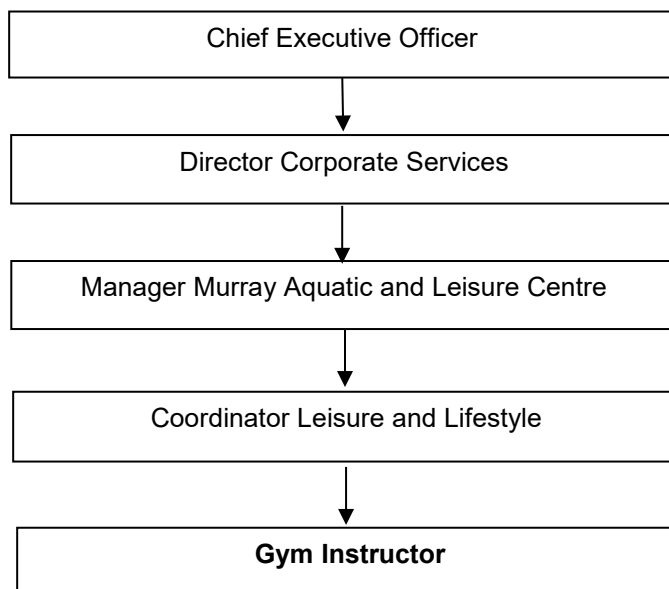 Chief Executive Officer
Director Corporate Services
Manager Murray Aquatic and Leisure Centre
Coordinator Leisure and Lifestyle
Gym Instructor